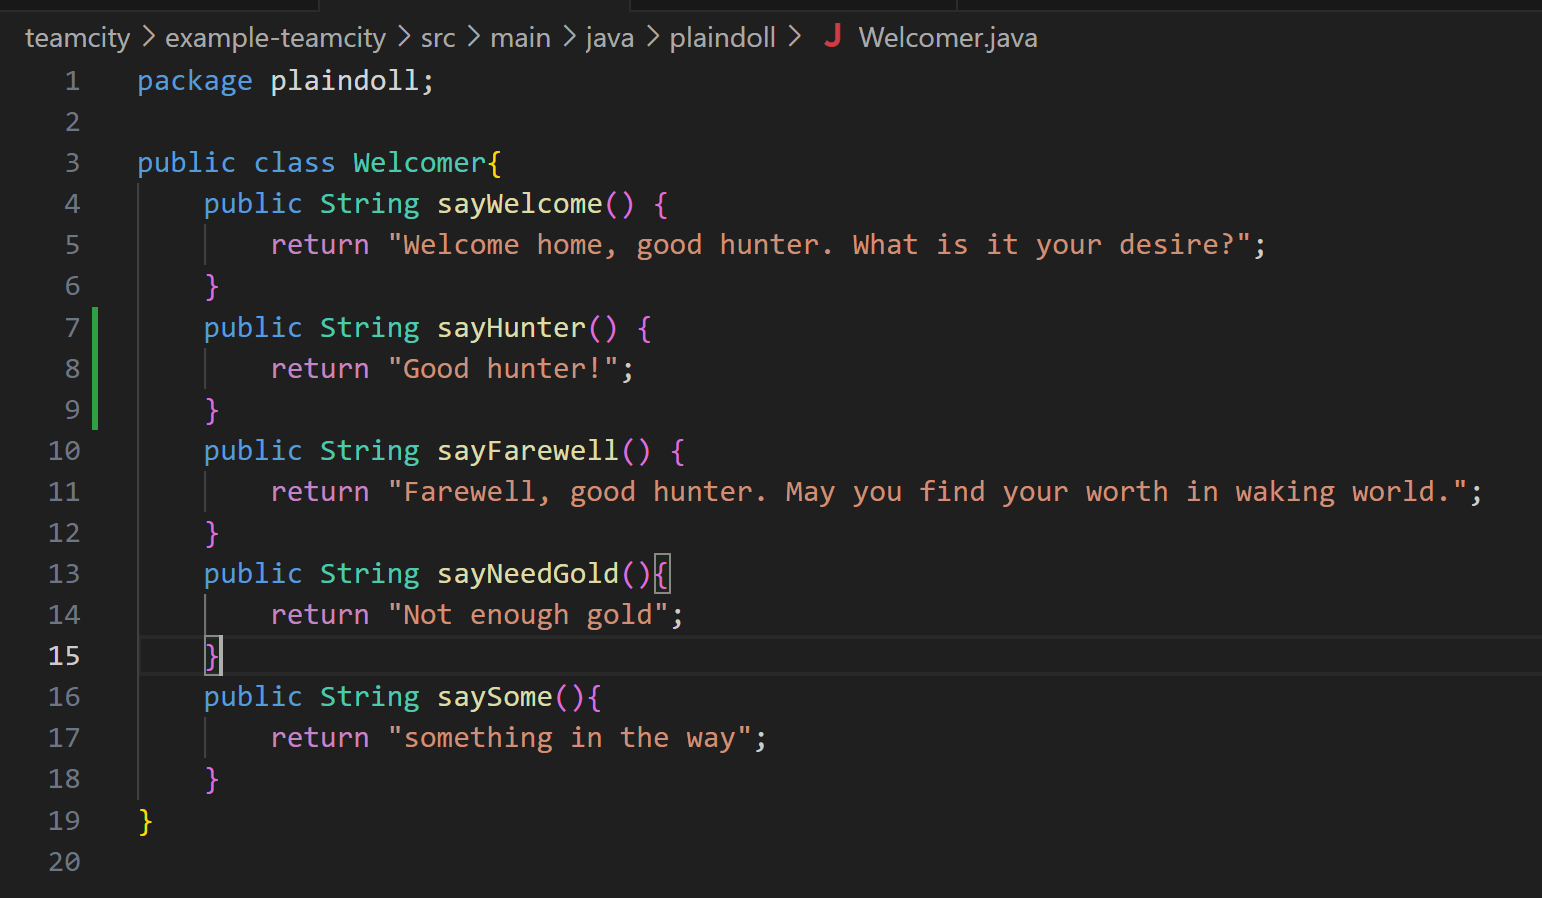 teamcity > example-teamcity > src > main > java > plaindoll > J Welcomer.java
1 package plaindoll;
2
3 public class Welcomer{
4     public String sayWelcome() {
5         return "Welcome home, good hunter. What is it your desire?";
6     }
7     public String sayHunter() {
8         return "Good hunter!";
9     }
10     public String sayFarewell() {
11         return "Farewell, good hunter. May you find your worth in waking world.";
12     }
13     public String sayNeedGold(){
14         return "Not enough gold";
15     }
16     public String saySome(){
17         return "something in the way";
18     }
19 }
20